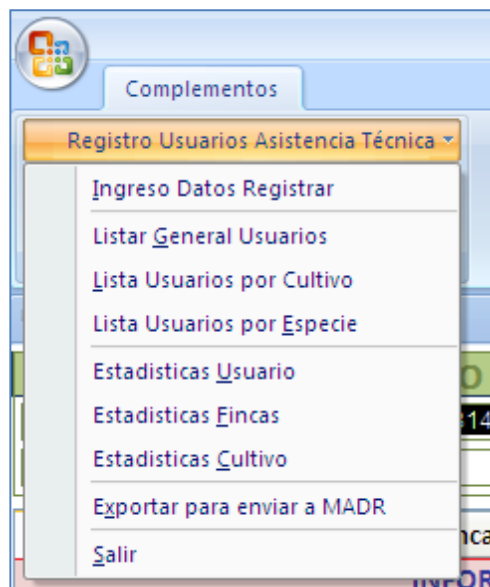 Complementos
Registro Usuarios Asistencia Técnica
Ingreso Datos Registrar
Listar General Usuarios
Lista Usuarios por Cultivo
Lista Usuarios por Especie
Estadisticas Usuario
Estadisticas Fincas
Estadisticas Cultivo
Exportar para enviar a MADR
Salir